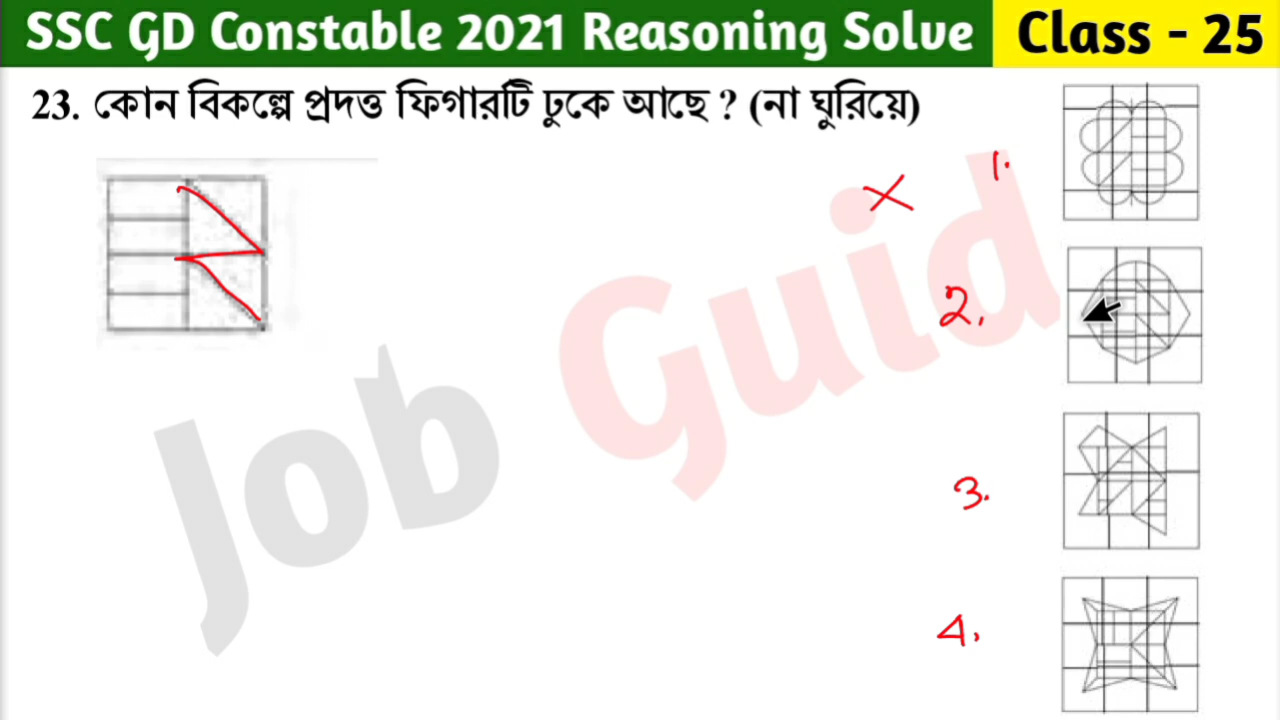 SSC GD Constable 2021 Reasoning Solve
Class - 25
23. কোন বিকল্পে প্রদত্ত ফিগারটি ঢুকে আছে ? (না ঘুরিয়ে)
1.
2.
3.
4.
Job Guid